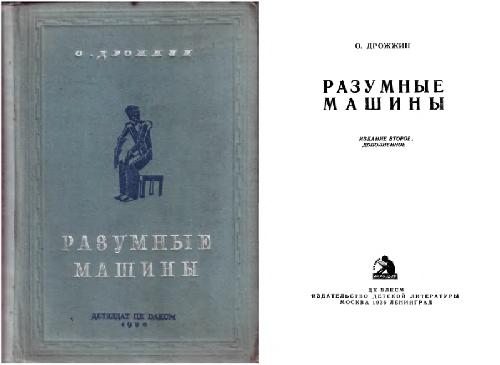 О. ДРОЖЖИН
РАЗУМНЫЕ
МАШИНЫ
ДЕТИЗДАТ ЦК ВЛКСМ
О. ДРОЖЖИН
РАЗУМНЫЕ
МАШИНЫ
ИЗДАНИЕ ВТОРОЕ,
ДОПОЛНЕННОЕ
ЦК ВЛКСМ
ИЗДАТЕЛЬСТВО ДЕТСКОЙ ЛИТЕРАТУРЫ
МОСКВА 1936 ЛЕНИНГРАД